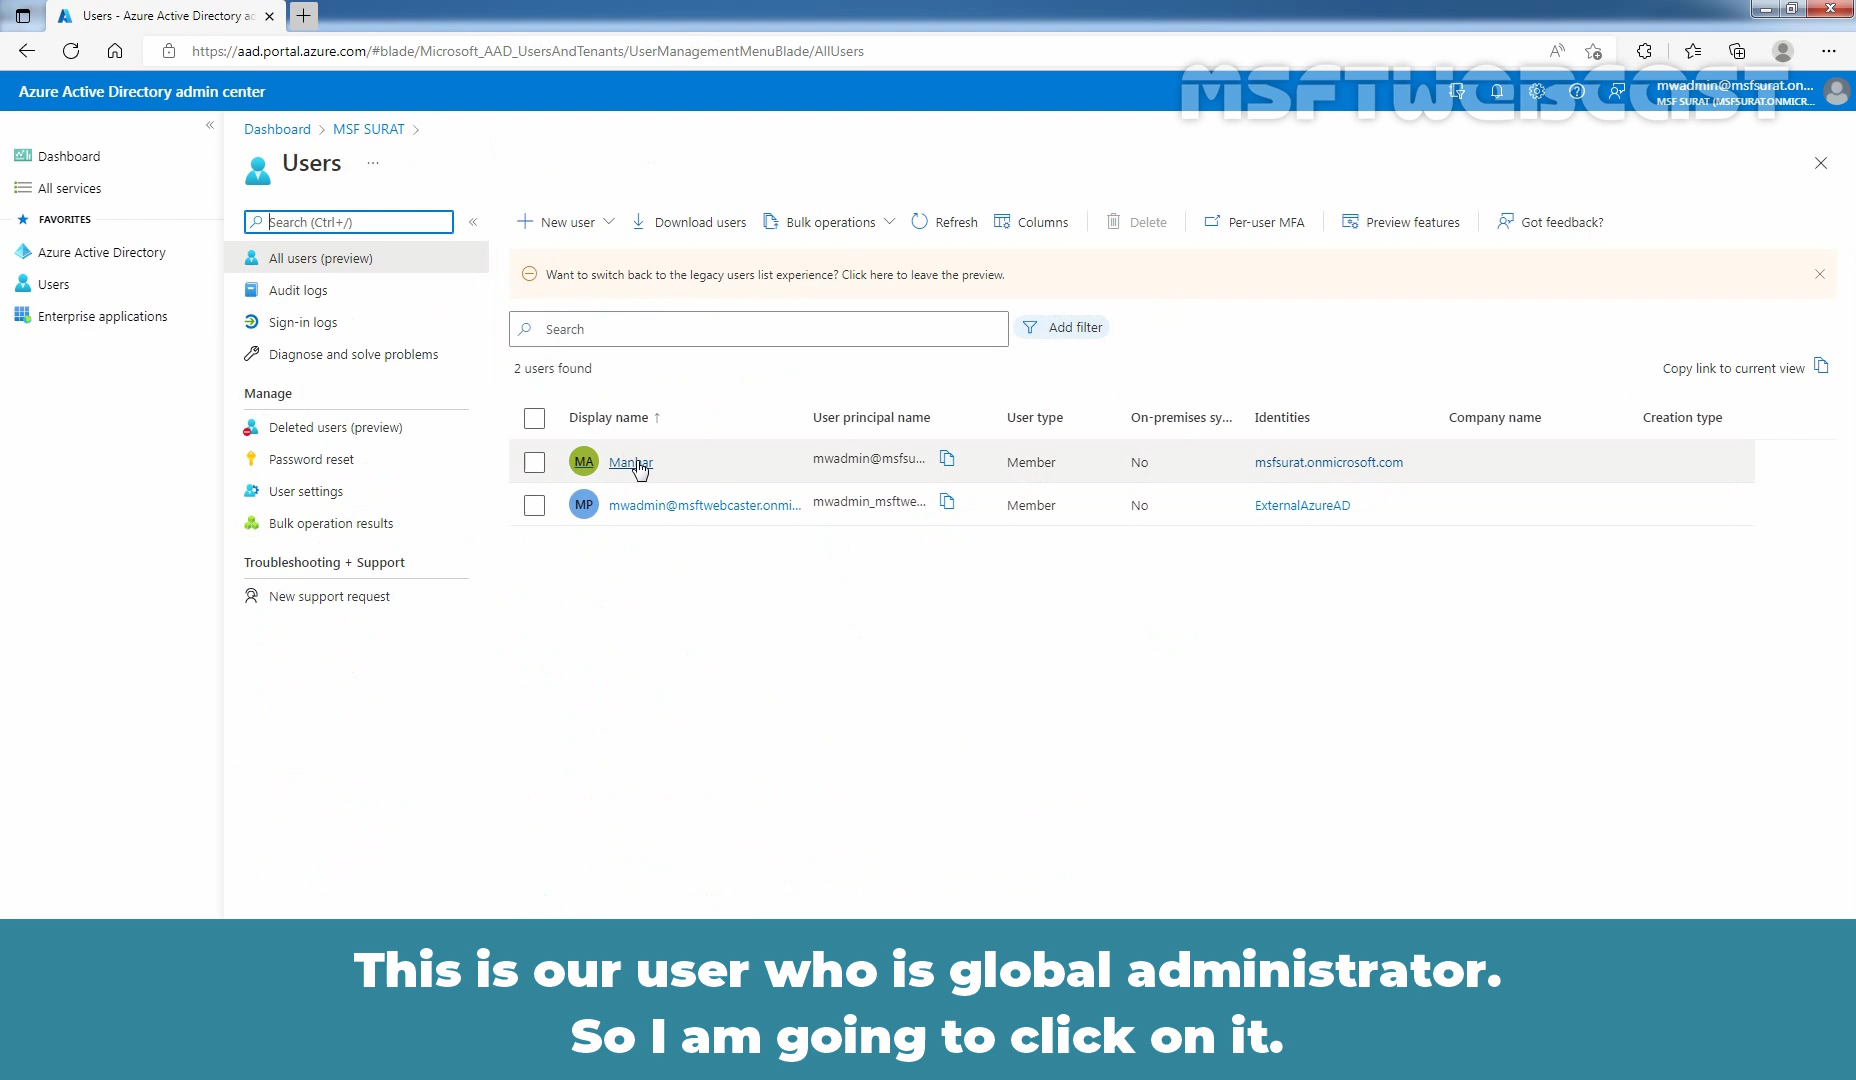 Users - Azure Active Directory ac
https://aad.portal.azure.com/#blade/Microsoft_AAD_UsersAndTenants/UserManagementMenuBlade/AllUsers
Azure Active Directory admin center
MSFTWEBCAST
mwadmin@msfsurat.on...
MSF SURAT (MSFSURAT.ONMICR...
Dashboard
All services
FAVORITES
Azure Active Directory
Users
Enterprise applications
Dashboard > MSF SURAT >
Users ...
Search (Ctrl+/)
All users (preview)
Audit logs
Sign-in logs
Diagnose and solve problems
Manage
Deleted users (preview)
Password reset
User settings
Bulk operation results
Troubleshooting + Support
New support request
New user Download users Bulk operations Refresh Columns Delete Per-user MFA Preview features Got feedback?
Want to switch back to the legacy users list experience? Click here to leave the preview.
Search Add filter
2 users found
Copy link to current view
Display name ↑ User principal name User type On-premises sy... Identities Company name Creation type
MA Manhar mwadmin@msfsu... Member No msfsurat.onmicrosoft.com
MP mwadmin@msftwebcaster.onmi... mwadmin_msftwe... Member No ExternalAzureAD
This is our user who is global administrator.
So I am going to click on it.